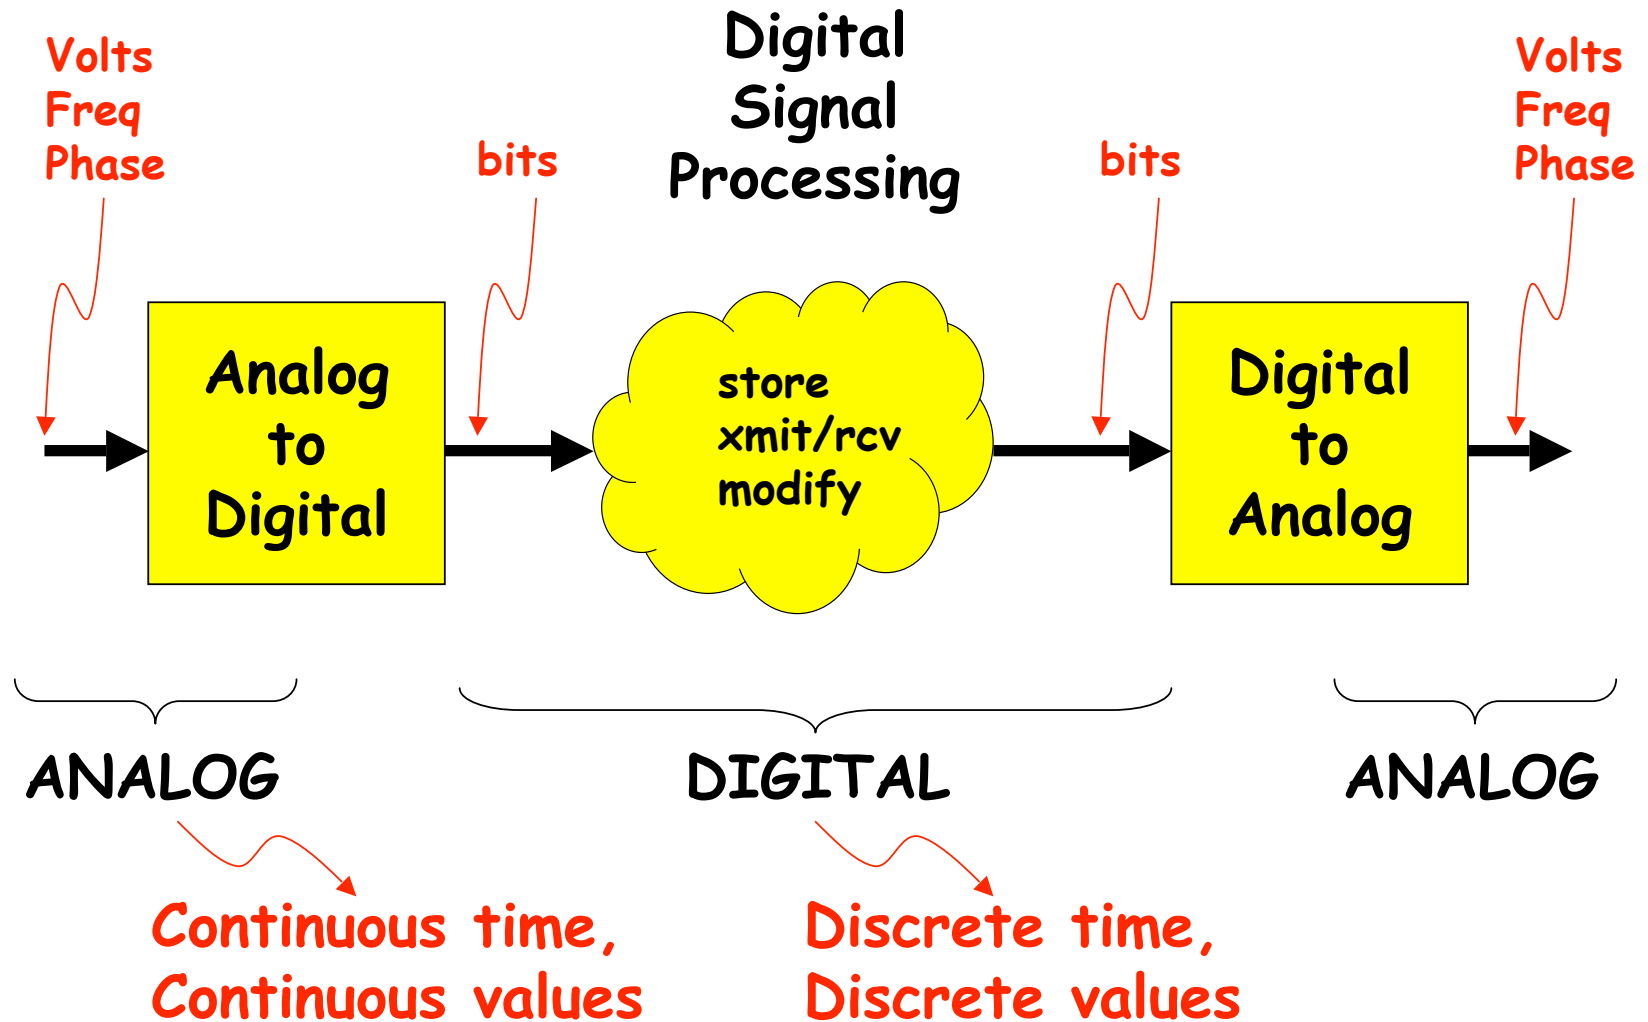 Digital
Signal
Processing
Volts
Freq
Phase
bits
bits
Volts
Freq
Phase
Analog
to
Digital
store
xmit/rcv
modify
Digital
to
Analog
ANALOG
DIGITAL
ANALOG
Continuous time,
Continuous values
Discrete time,
Discrete values